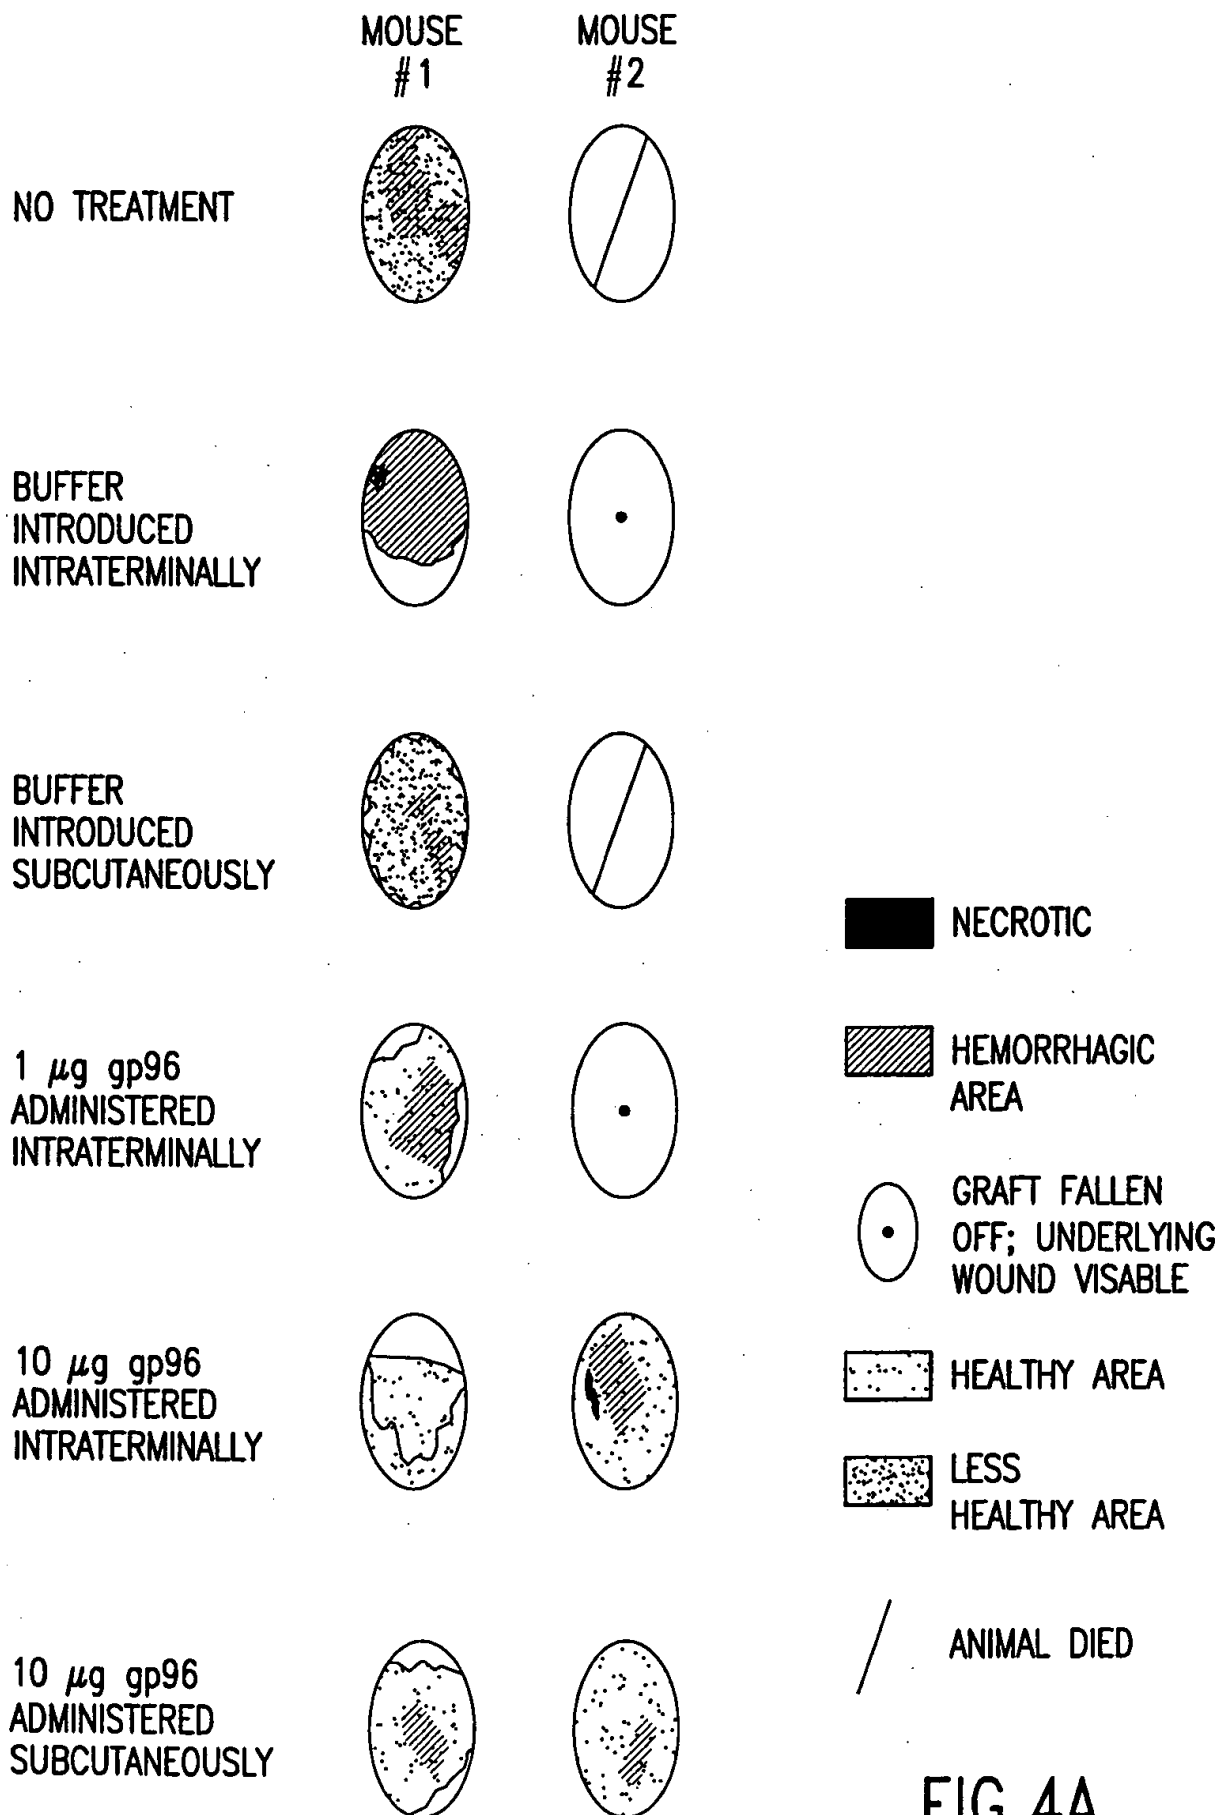 MOUSE
#1
MOUSE
#2
NO TREATMENT
BUFFER
INTRODUCED
INTRATERMINALLY
BUFFER
INTRODUCED
SUBCUTANEOUSLY
1 µg gp96
ADMINISTERED
INTRATERMINALLY
10 µg gp96
ADMINISTERED
INTRATERMINALLY
10 µg gp96
ADMINISTERED
SUBCUTANEOUSLY
NECROTIC
HEMORRHAGIC
AREA
GRAFT FALLEN
OFF; UNDERLYING
WOUND VISABLE
HEALTHY AREA
LESS
HEALTHY AREA
ANIMAL DIED
FIG. 4A